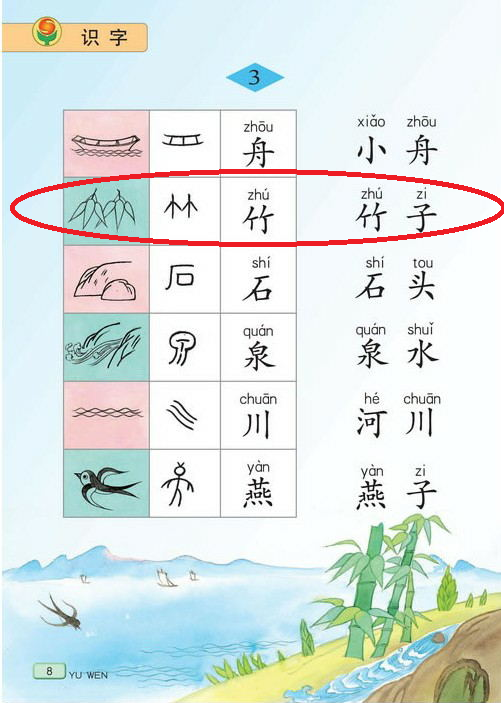 识字
3
zhōu xiǎo zhōu
舟 小舟
zhú zhú zi
竹 竹子
shí shí tou
石 石头
quán quán shuǐ
泉 泉水
chuān hé chuān
川 河川
yàn yàn zi
燕 燕子
8 YU WEN